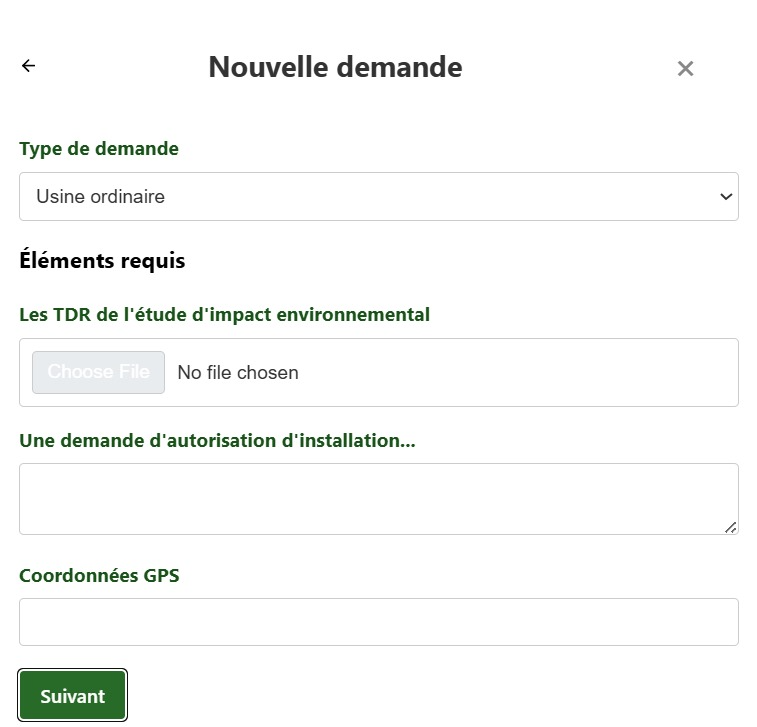 Nouvelle demande
Type de demande
Usine ordinaire
Éléments requis
Les TDR de l'étude d'impact environnemental
Choose File No file chosen
Une demande d'autorisation d'installation...
Coordonnées GPS
Suivant